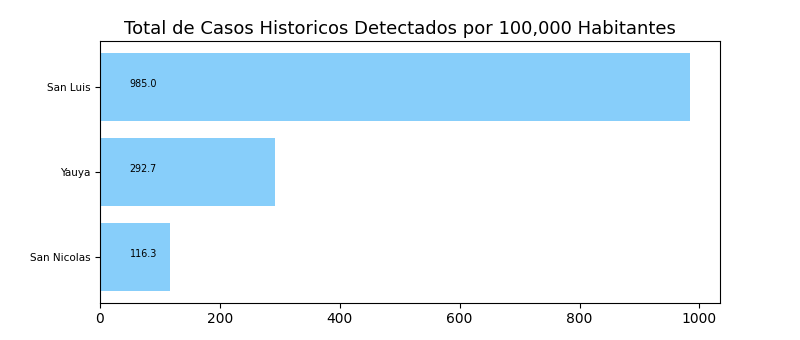 Total de Casos Historicos Detectados por 100,000 Habitantes
San Luis
985.0
Yauya
292.7
San Nicolas
116.3
0 200 400 600 800 1000